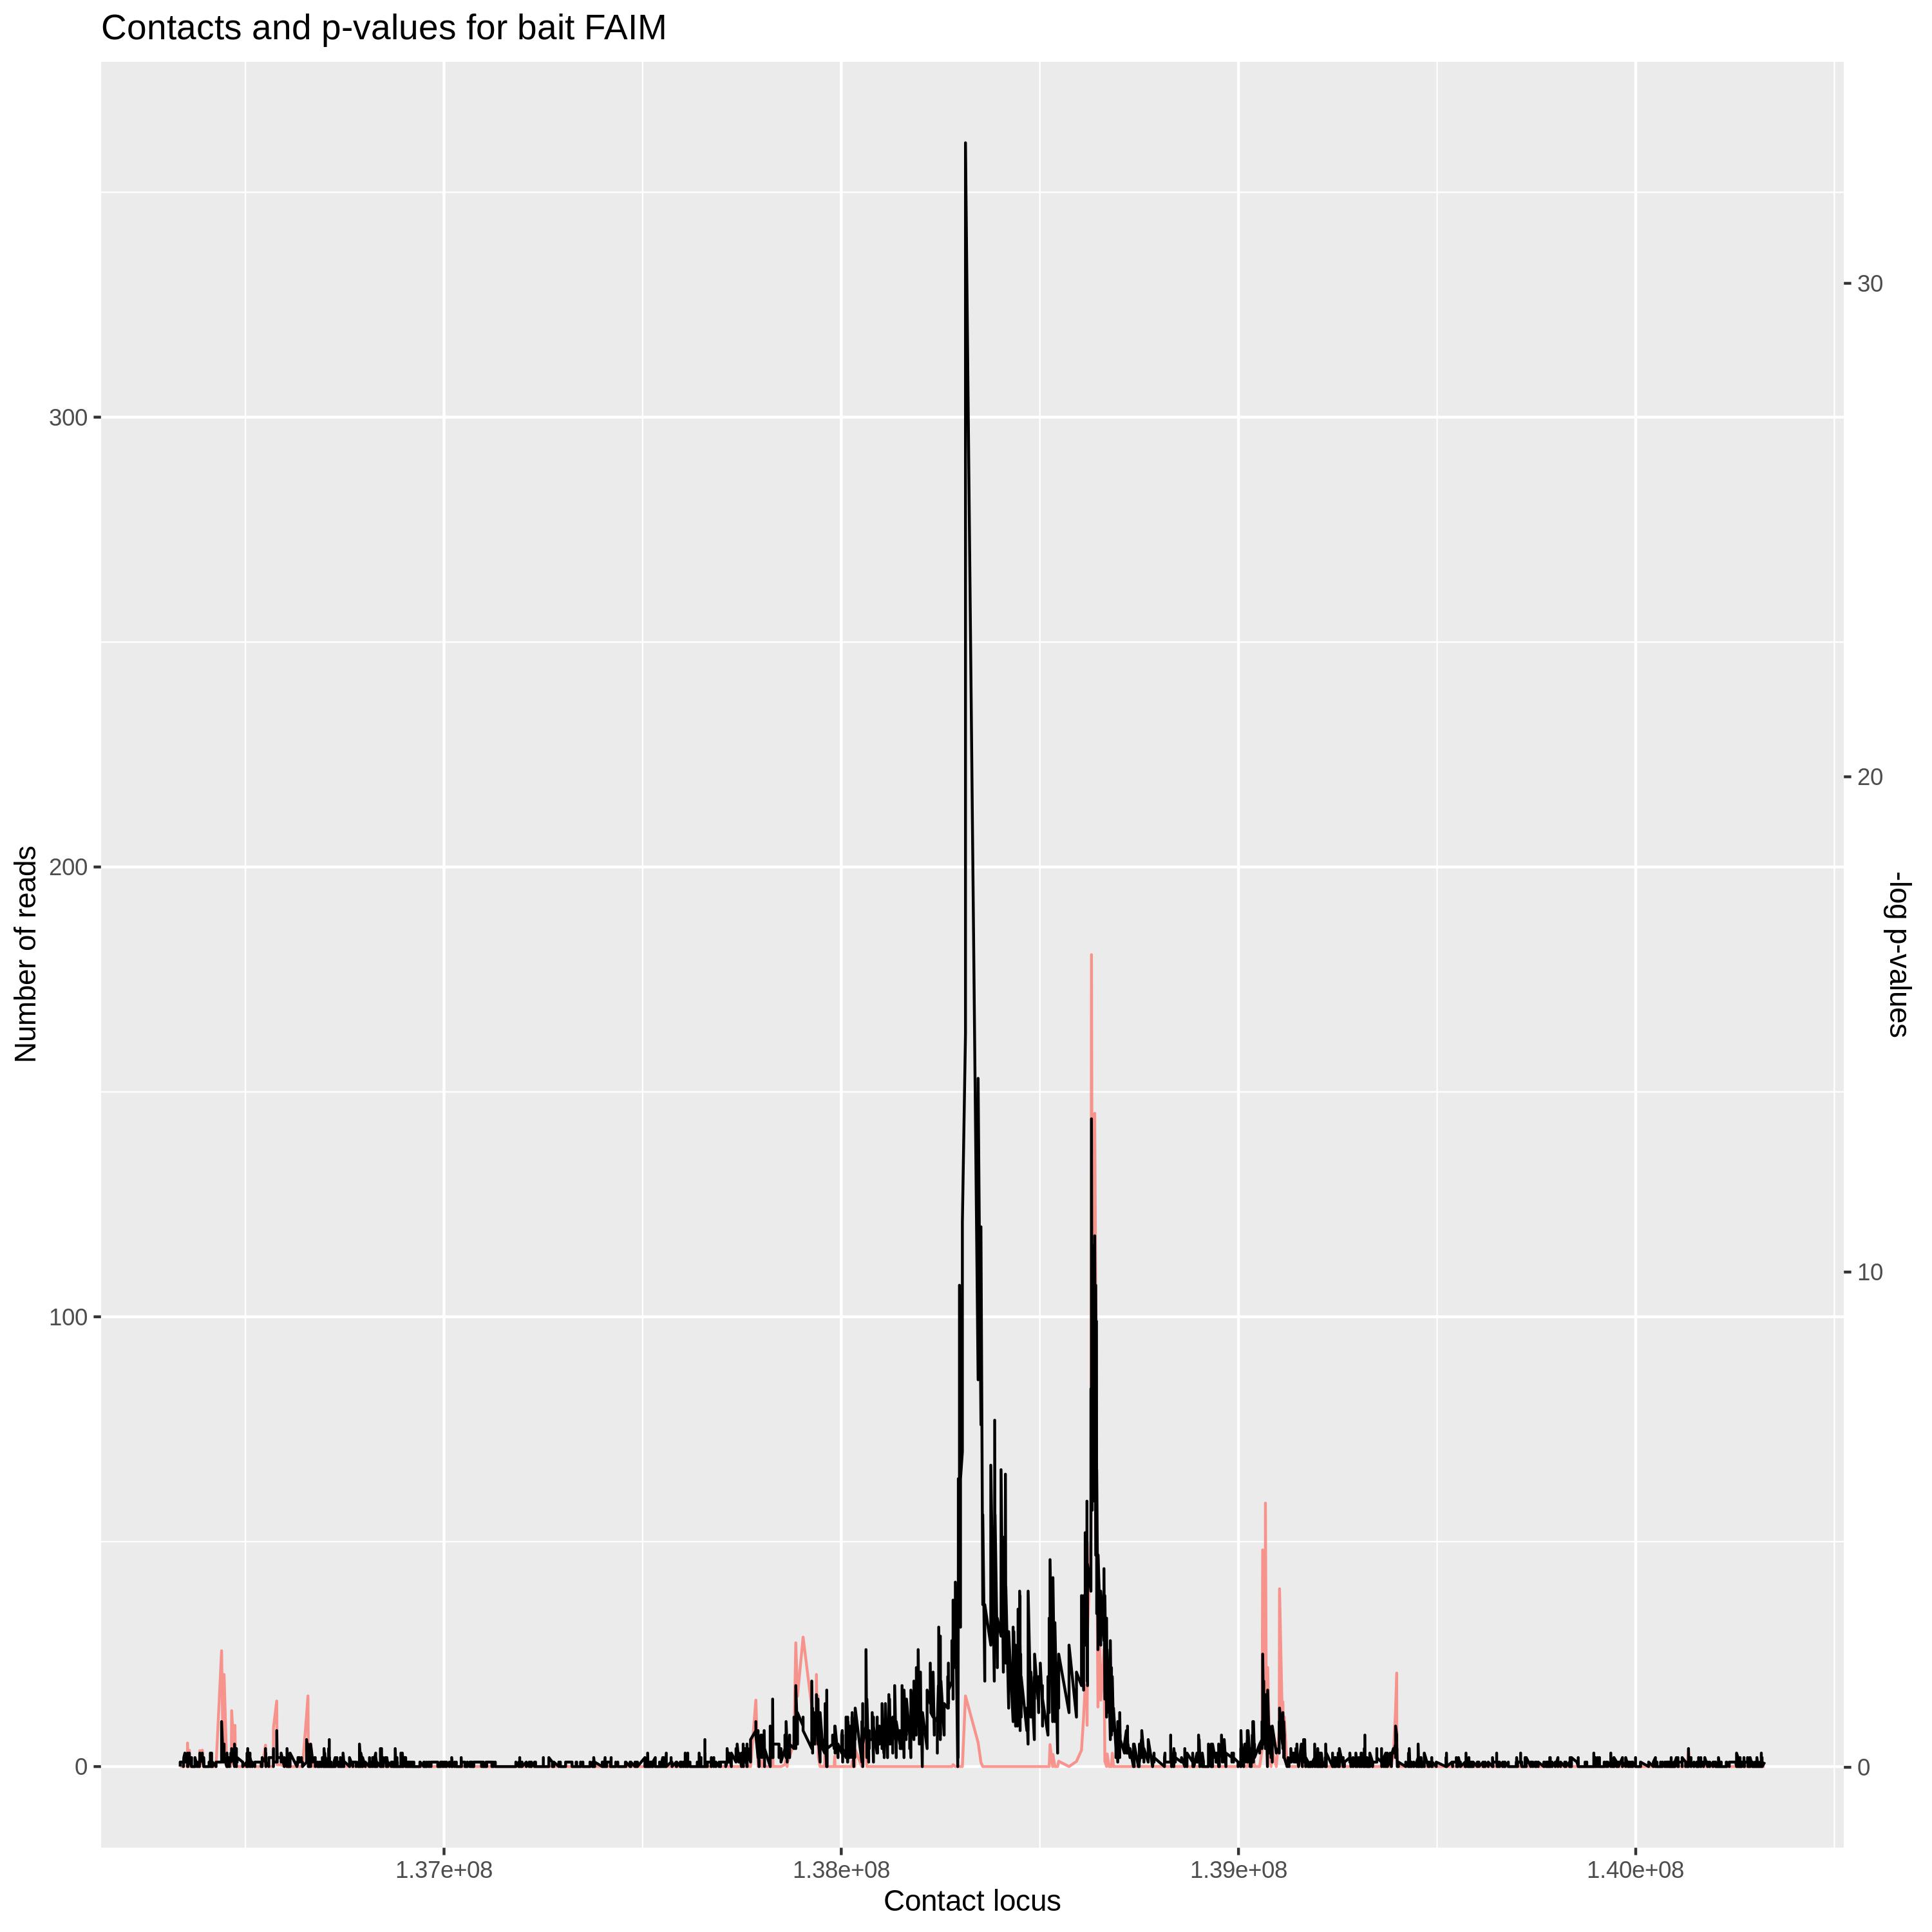 Contacts and p-values for bait FAIM
Number of reads
300
200
100
0
30
20
10
0
-log p-values
1.37e+08
1.38e+08
1.39e+08
1.40e+08
Contact locus